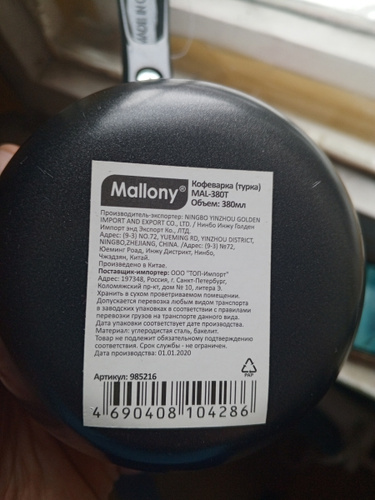 MADE IN C
Mallony®
Кофеварка (турка)
MAL-380T
Объем: 380мл
Производитель-экспортер: NINGBO YINZHOU GOLDEN
IMPORT AND EXPORT CO., LTD. / Нинбо Инжу Голден
Импорт энд Экспорт Ко., ЛТД.
Адрес: (9-3) NO.72, YUEMING RD, YINZHOU DISTRICT,
NINGBO,ZHEJIANG, CHINA. /Адрес: (9-3) №72,
Юеминг Роад, Инжу Дистрикт, Нинбо,
Чжэдзян, Китай.
Произведено в Китае.
Поставщик-импортер: ООО "ТОП-Импорт"
Адрес: 197348, Россия, г. Санкт-Петербург,
Коломяжский пр-кт, дом № 10, литера Э.
Хранить в сухом проветриваемом помещении.
Допускается перевозка любым видом транспорта
в заводских упаковках в соответствии с правилами
перевозки грузов на транспорте данного вида.
Дата упаковки соответствует дате производства.
Материал: углеродистая сталь, бакелит.
Товар не подлежит обязательному подтверждению
соответствия. Срок службы - не ограничен.
Дата производства: 01.01.2020
Артикул: 985216
PAP
4 690408 104286